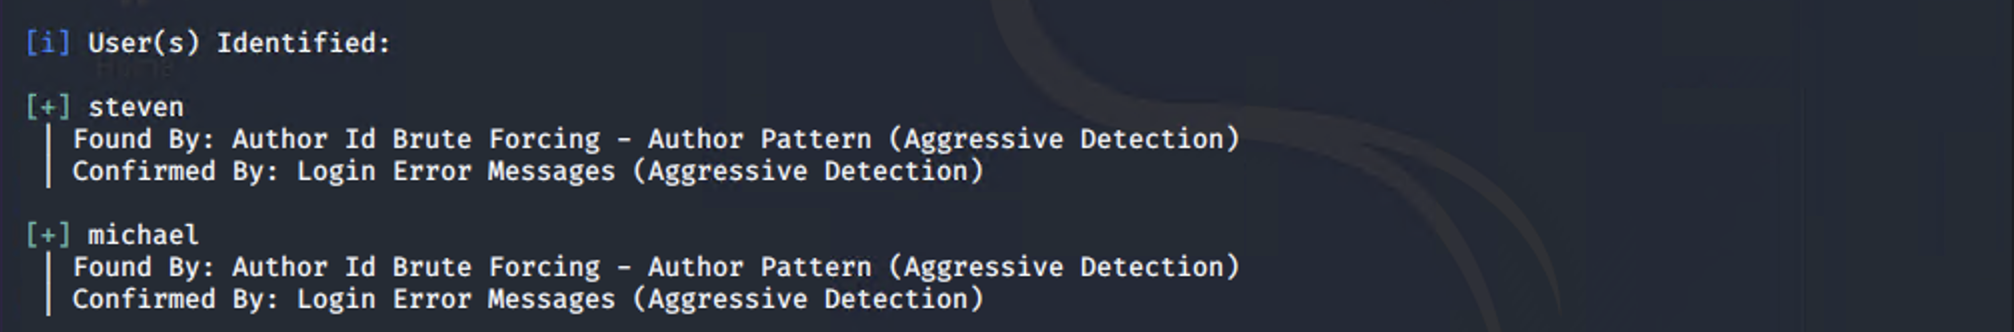 [i] User(s) Identified:
[+] steven
| Found By: Author Id Brute Forcing - Author Pattern (Aggressive Detection)
| Confirmed By: Login Error Messages (Aggressive Detection)
[+] michael
| Found By: Author Id Brute Forcing - Author Pattern (Aggressive Detection)
| Confirmed By: Login Error Messages (Aggressive Detection)